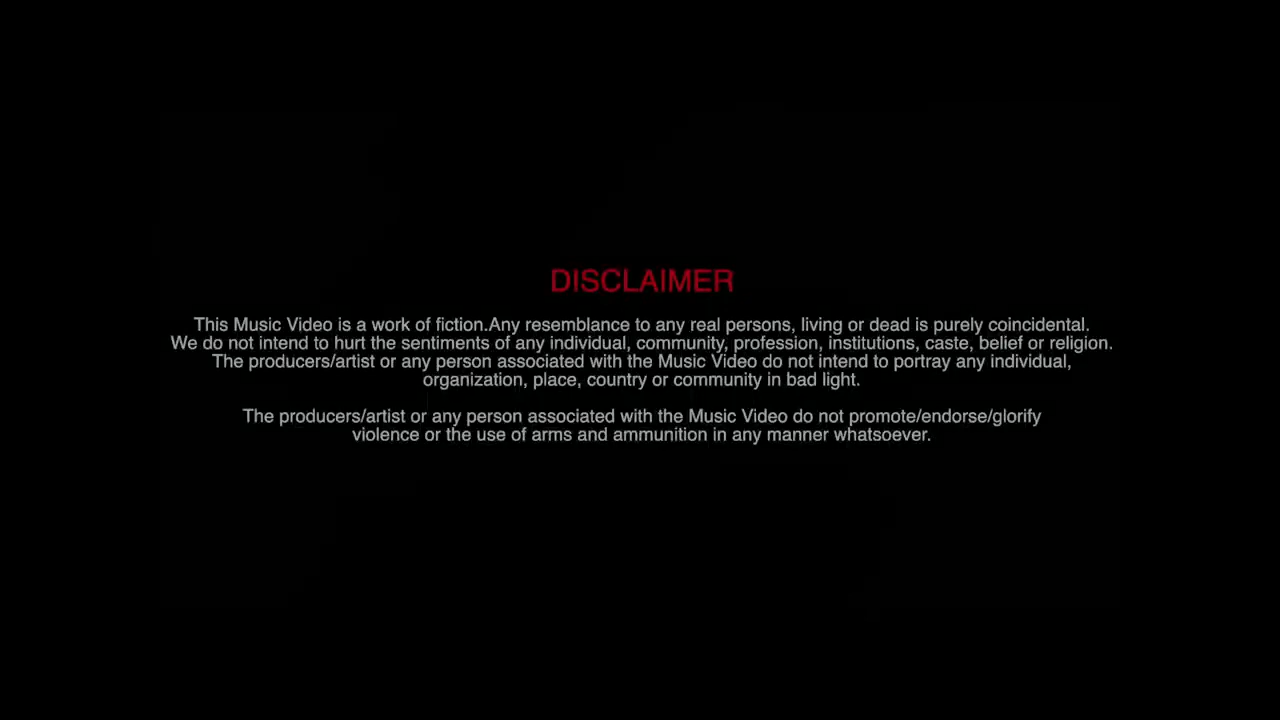 DISCLAIMER
This Music Video is a work of fiction.Any resemblance to any real persons, living or dead is purely coincidental.
We do not intend to hurt the sentiments of any individual, community, profession, institutions, caste, belief or religion.
The producers/artist or any person associated with the Music Video do not intend to portray any individual,
organization, place, country or community in bad light.
The producers/artist or any person associated with the Music Video do not promote/endorse/glorify
violence or the use of arms and ammunition in any manner whatsoever.